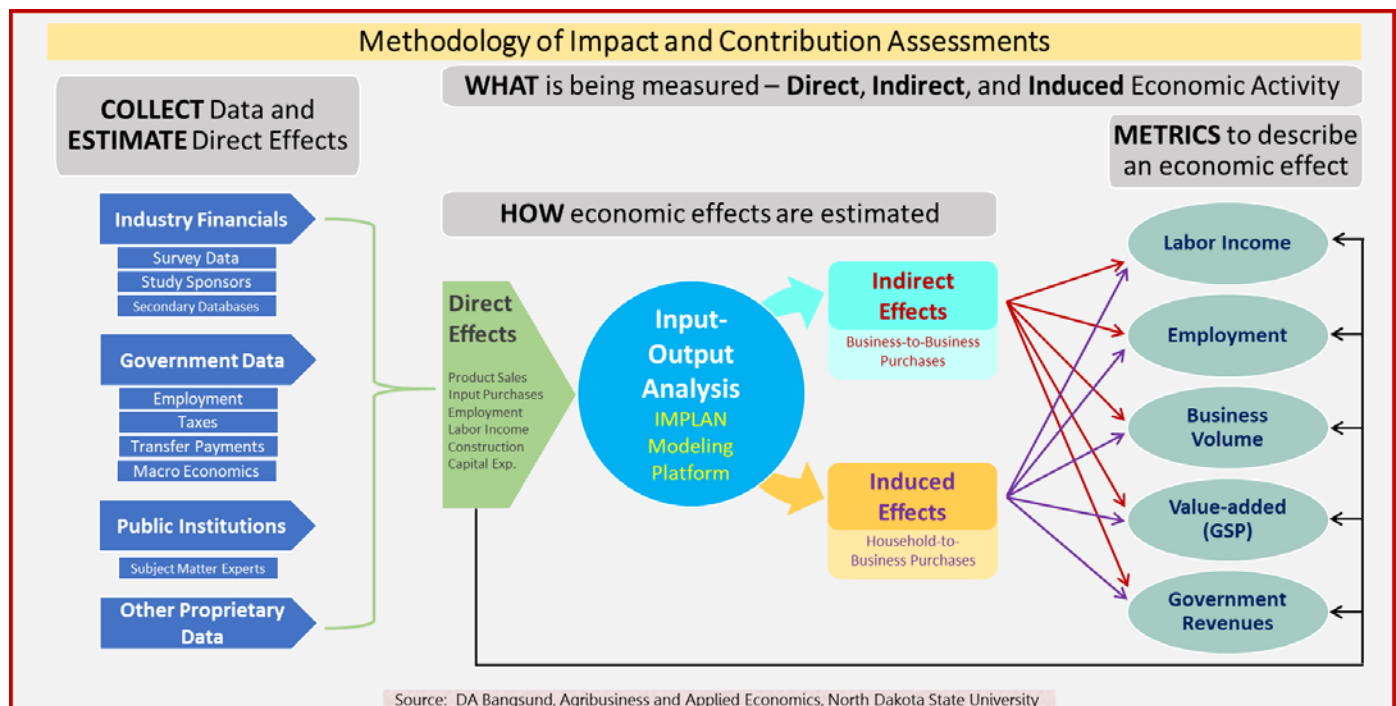 Methodology of Impact and Contribution Assessments
COLLECT Data and
ESTIMATE Direct Effects
WHAT is being measured – Direct, Indirect, and Induced Economic Activity
METRICS to describe
an economic effect
HOW economic effects are estimated
Industry Financials
Survey Data
Study Sponsors
Secondary Databases
Government Data
Employment
Taxes
Transfer Payments
Macro Economics
Public Institutions
Subject Matter Experts
Other Proprietary
Data
Direct
Effects
Product Sales
Input Purchases
Employment
Labor Income
Construction
Capital Exp.
Input-
Output
Analysis
IMPLAN
Modeling
Platform
Indirect
Effects
Business-to-Business
Purchases
Induced
Effects
Household-to-
Business Purchases
Labor Income
Employment
Business
Volume
Value-added
(GSP)
Government
Revenues
Source: DA Bangsund, Agribusiness and Applied Economics, North Dakota State University